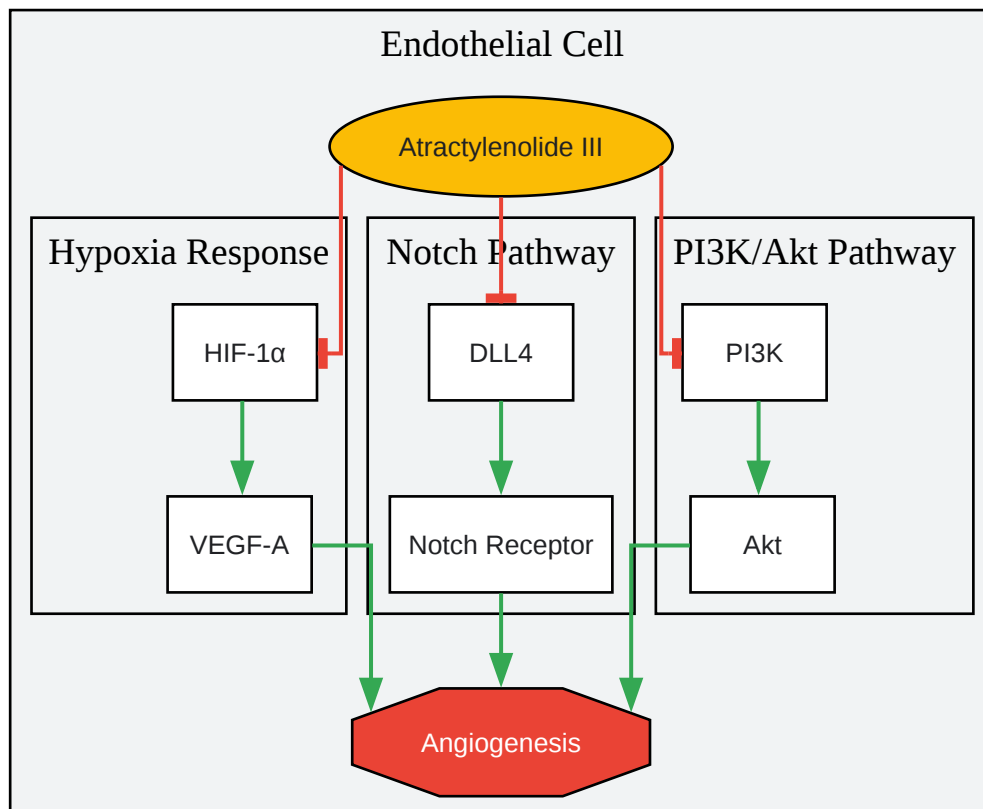 Endothelial Cell
Atractylenolide III
Hypoxia Response
Notch Pathway
PI3K/Akt Pathway
HIF-1α
DLL4
PI3K
VEGF-A
Notch Receptor
Akt
Angiogenesis